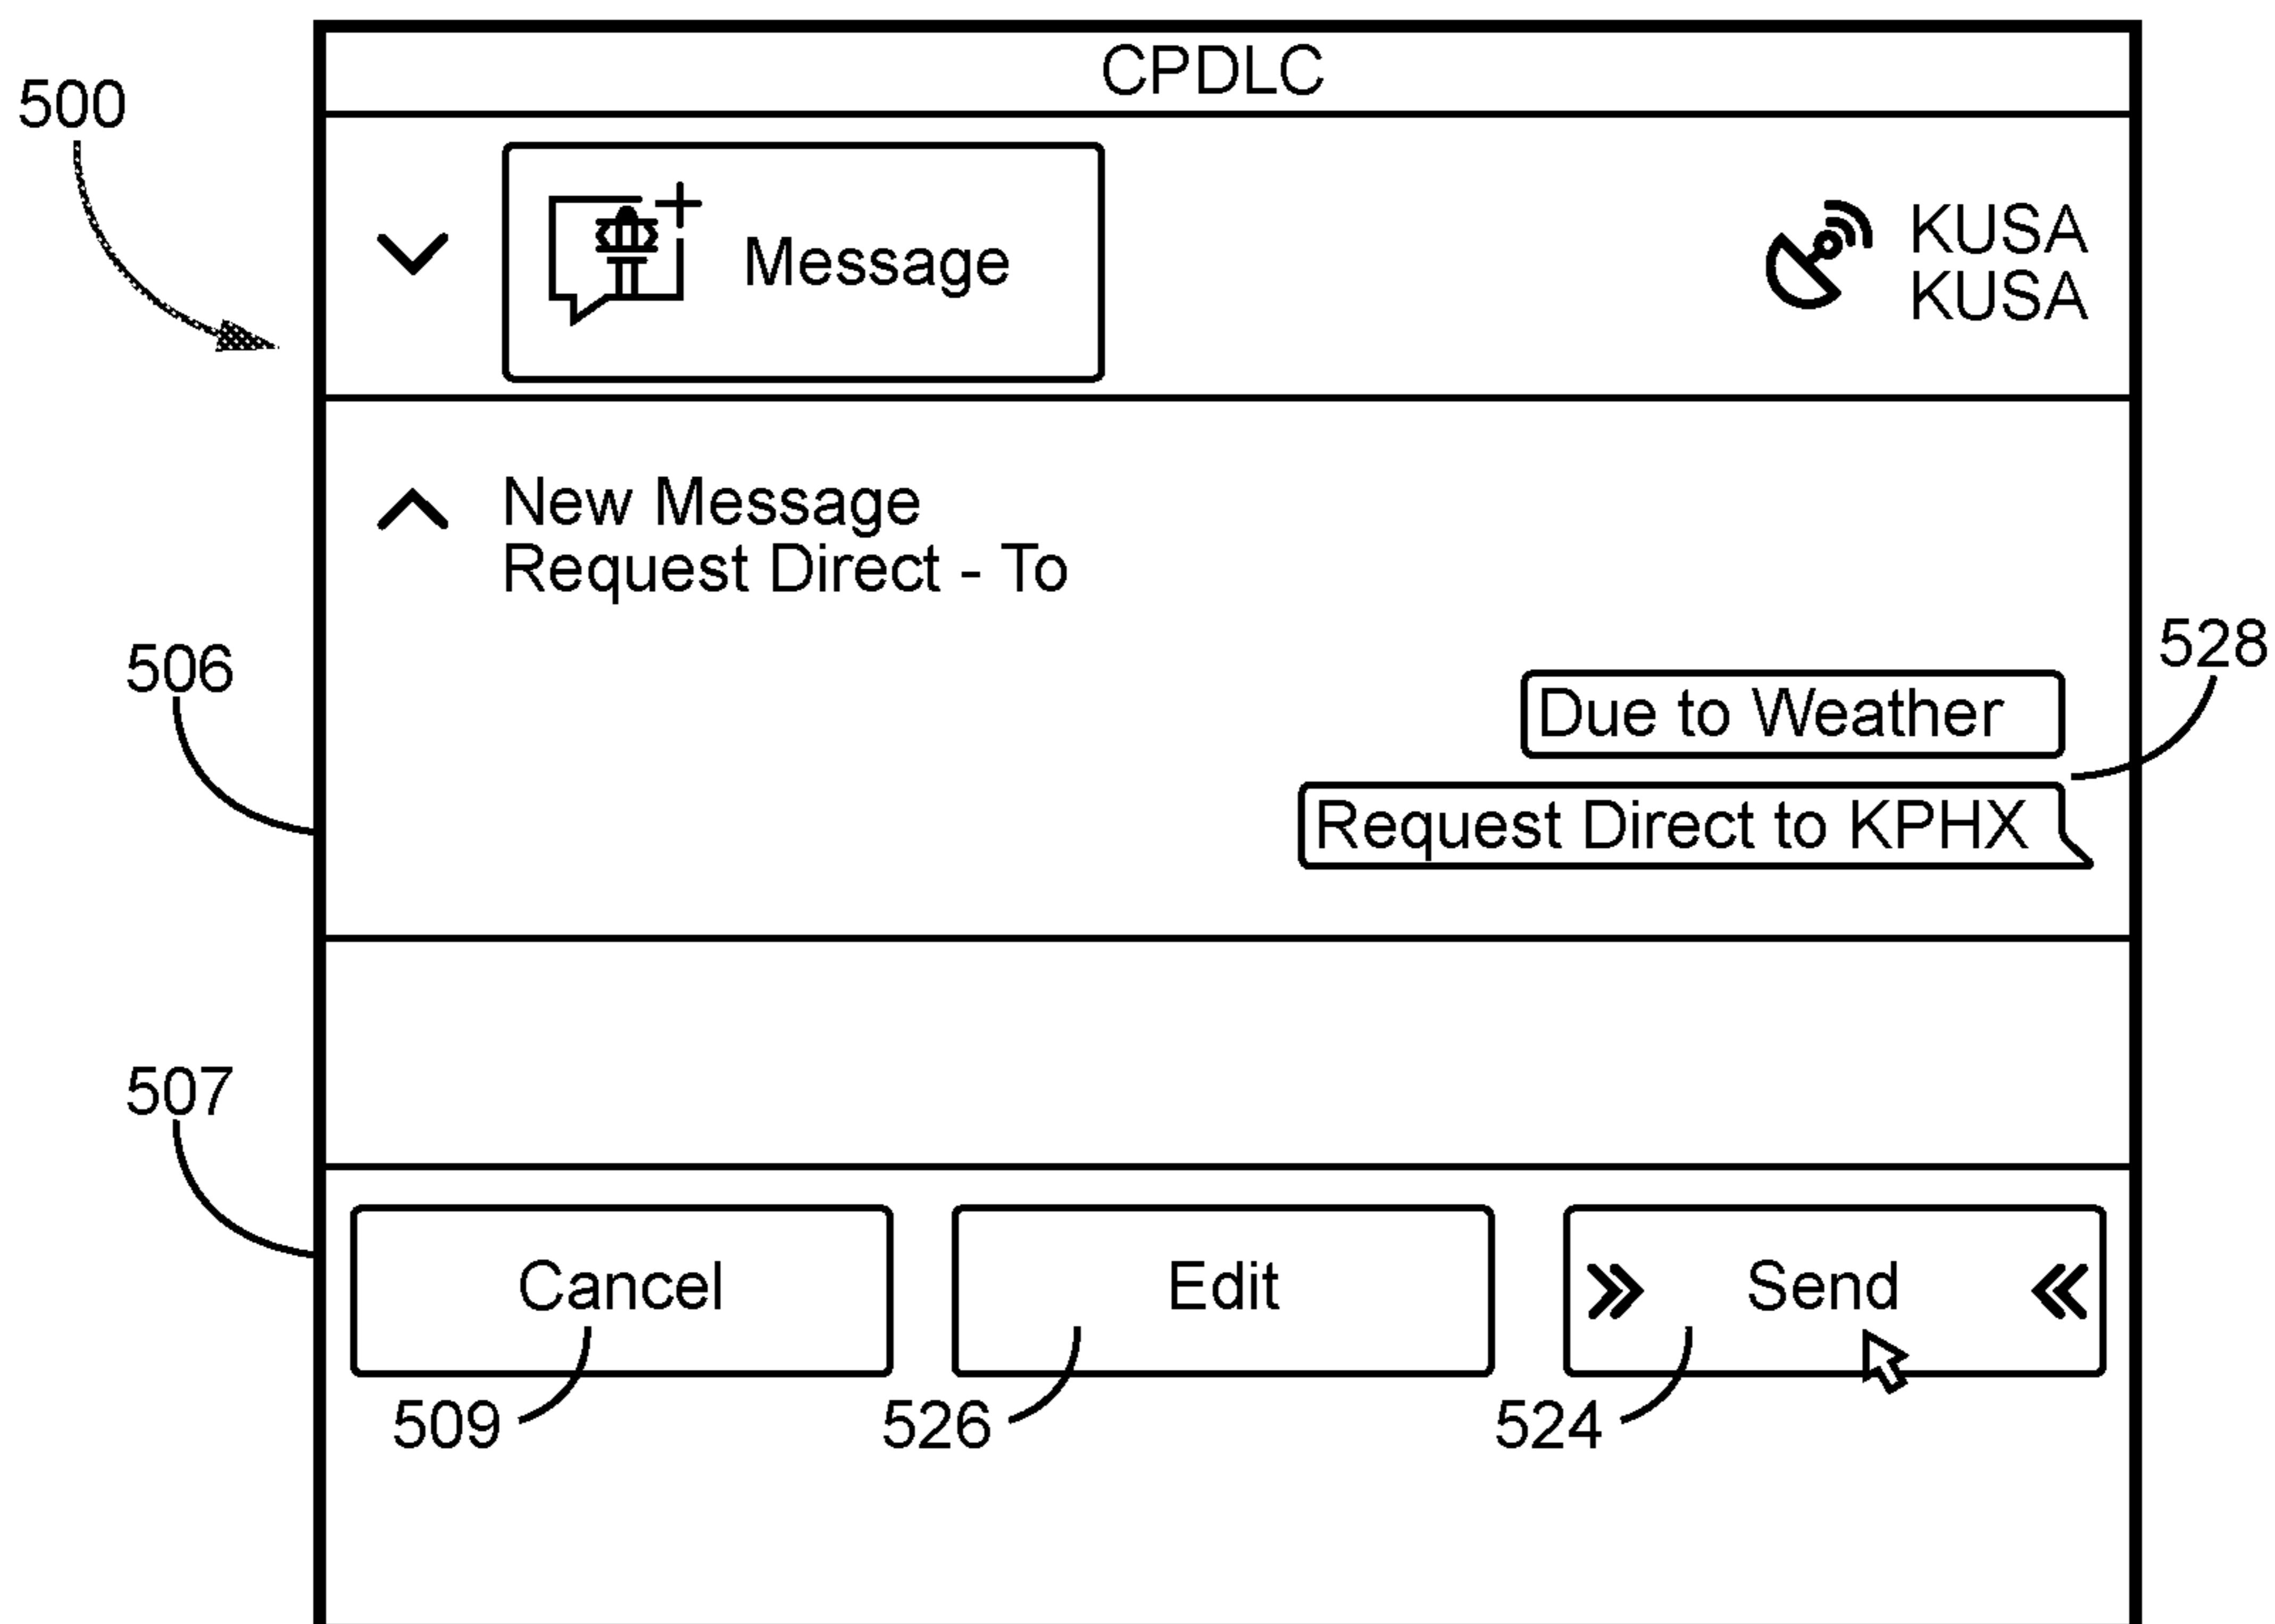 CPDLC
500
Message
KUSA
KUSA
New Message
Request Direct - To
506
528
Due to Weather
Request Direct to KPHX
507
Cancel
Edit
Send
509
526
524